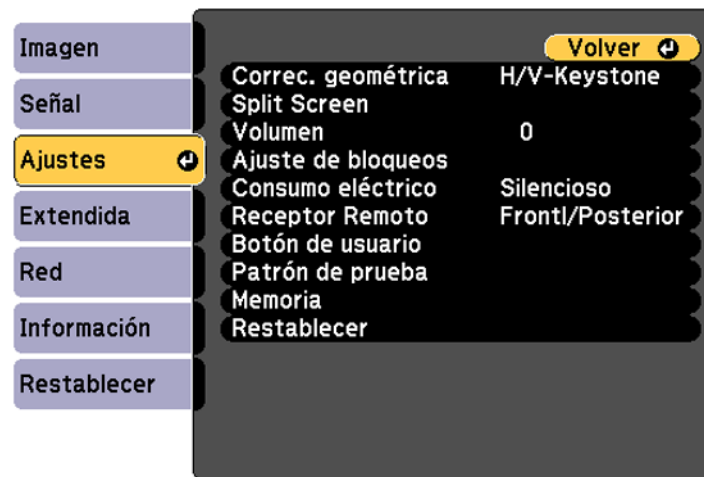 Imagen
Señal
Ajustes
Extendida
Red
Información
Restablecer
Volver
Correc. geométrica H/V-Keystone
Split Screen
Volumen 0
Ajuste de bloqueos
Consumo eléctrico Silencioso
Receptor Remoto Frontl/Posterior
Botón de usuario
Patrón de prueba
Memoria
Restablecer